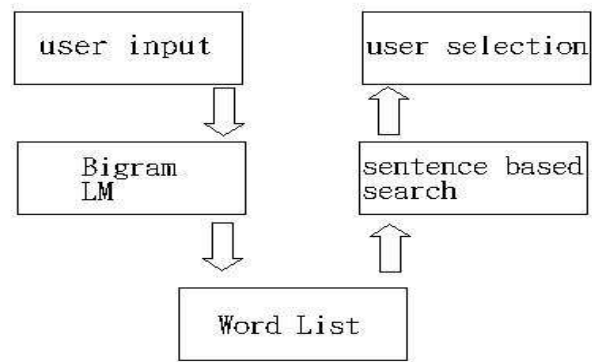 user input
user selection
Bigram
LM
sentence based
search
Word List